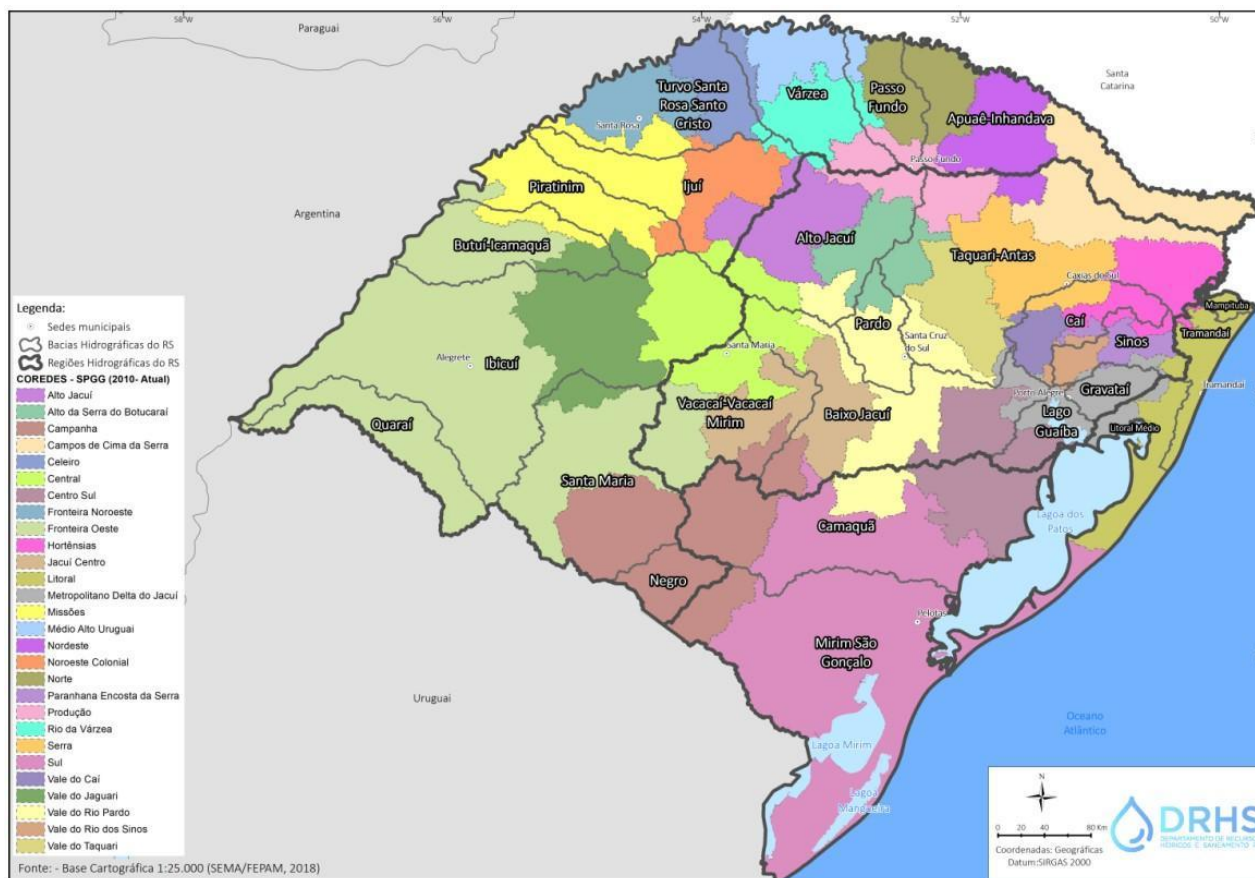 58°W
56°W
54°W
52°W
50°W
Paraguai
Santa
Catarina
Argentina
Uruguai
Oceano
Atlântico
Turvo Santa
Rosa Santo
Cristo
Santa Rosa
Várzea
Passo
Fundo
Apuaê-Inhandava
Passo Fundo
Piratinim
Ijuí
Butuí-Icamaquã
Alto Jacuí
Taquari-Antas
Caxias do Sul
Mampituba
Caí
Tramandaí
Pardo
Santa Cruz
do Sul
Sinos
Santa Maria
Alegrete
Ibicuí
Tramandaí
Gravataí
Porto Alegre
Vacacaí-Vacacaí
Mirim
Baixo Jacuí
Lago
Guaíba
Litoral Médio
Quaraí
Santa Maria
Lagoa dos
Patos
Camaquã
Negro
Pelotas
Mirim São
Gonçalo
Lagoa Mirim
Lagoa
Mangueira
Legenda:
Sedes municipais
Bacias Hidrográficas do RS
Regiões Hidrográficas do RS
COREDES - SPGG (2010- Atual)
Alto Jacuí
Alto da Serra do Botucaraí
Campanha
Campos de Cima da Serra
Celeiro
Central
Centro Sul
Fronteira Noroeste
Fronteira Oeste
Hortênsias
Jacuí Centro
Litoral
Metropolitano Delta do Jacuí
Missões
Médio Alto Uruguai
Nordeste
Noroeste Colonial
Norte
Paranhana Encosta da Serra
Produção
Rio da Várzea
Serra
Sul
Vale do Caí
Vale do Jaguari
Vale do Rio Pardo
Vale do Rio dos Sinos
Vale do Taquari
Fonte: - Base Cartográfica 1:25.000 (SEMA/FEPAM, 2018)
N
0 20 40 80 Km
Coordenadas: Geográficas
Datum:SIRGAS 2000
DRHS
DEPARTAMENTO DE RECURSOS
HÍDRICOS E SANEAMENTO